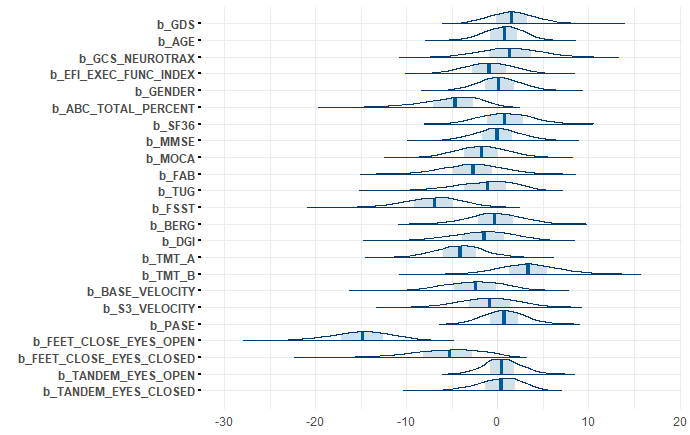 b_GDS
b_AGE
b_GCS_NEUROTRAX
b_EFI_EXEC_FUNC_INDEX
b_GENDER
b_ABC_TOTAL_PERCENT
b_SF36
b_MMSE
b_MOCA
b_FAB
b_TUG
b_FSST
b_BERG
b_DGI
b_TMT_A
b_TMT_B
b_BASE_VELOCITY
b_S3_VELOCITY
b_PASE
b_FEET_CLOSE_EYES_OPEN
b_FEET_CLOSE_EYES_CLOSED
b_TANDEM_EYES_OPEN
b_TANDEM_EYES_CLOSED
-30 -20 -10 0 10 20